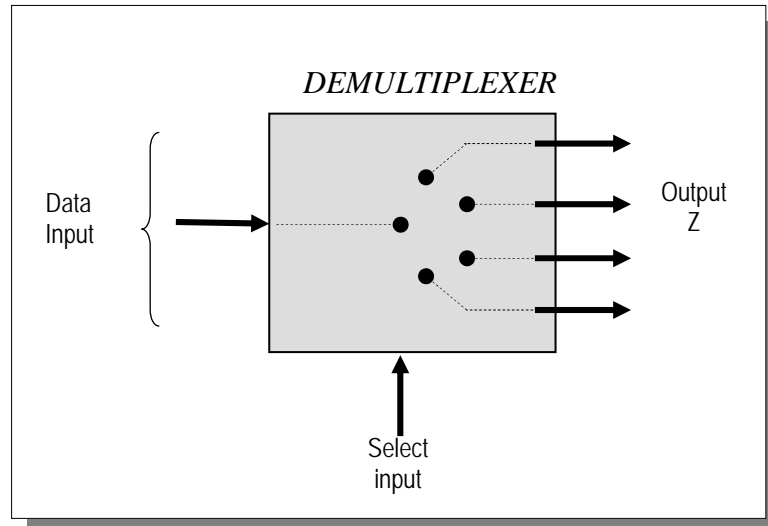 DEMULTIPLEXER
Data
Input
Output
Z
Select
input